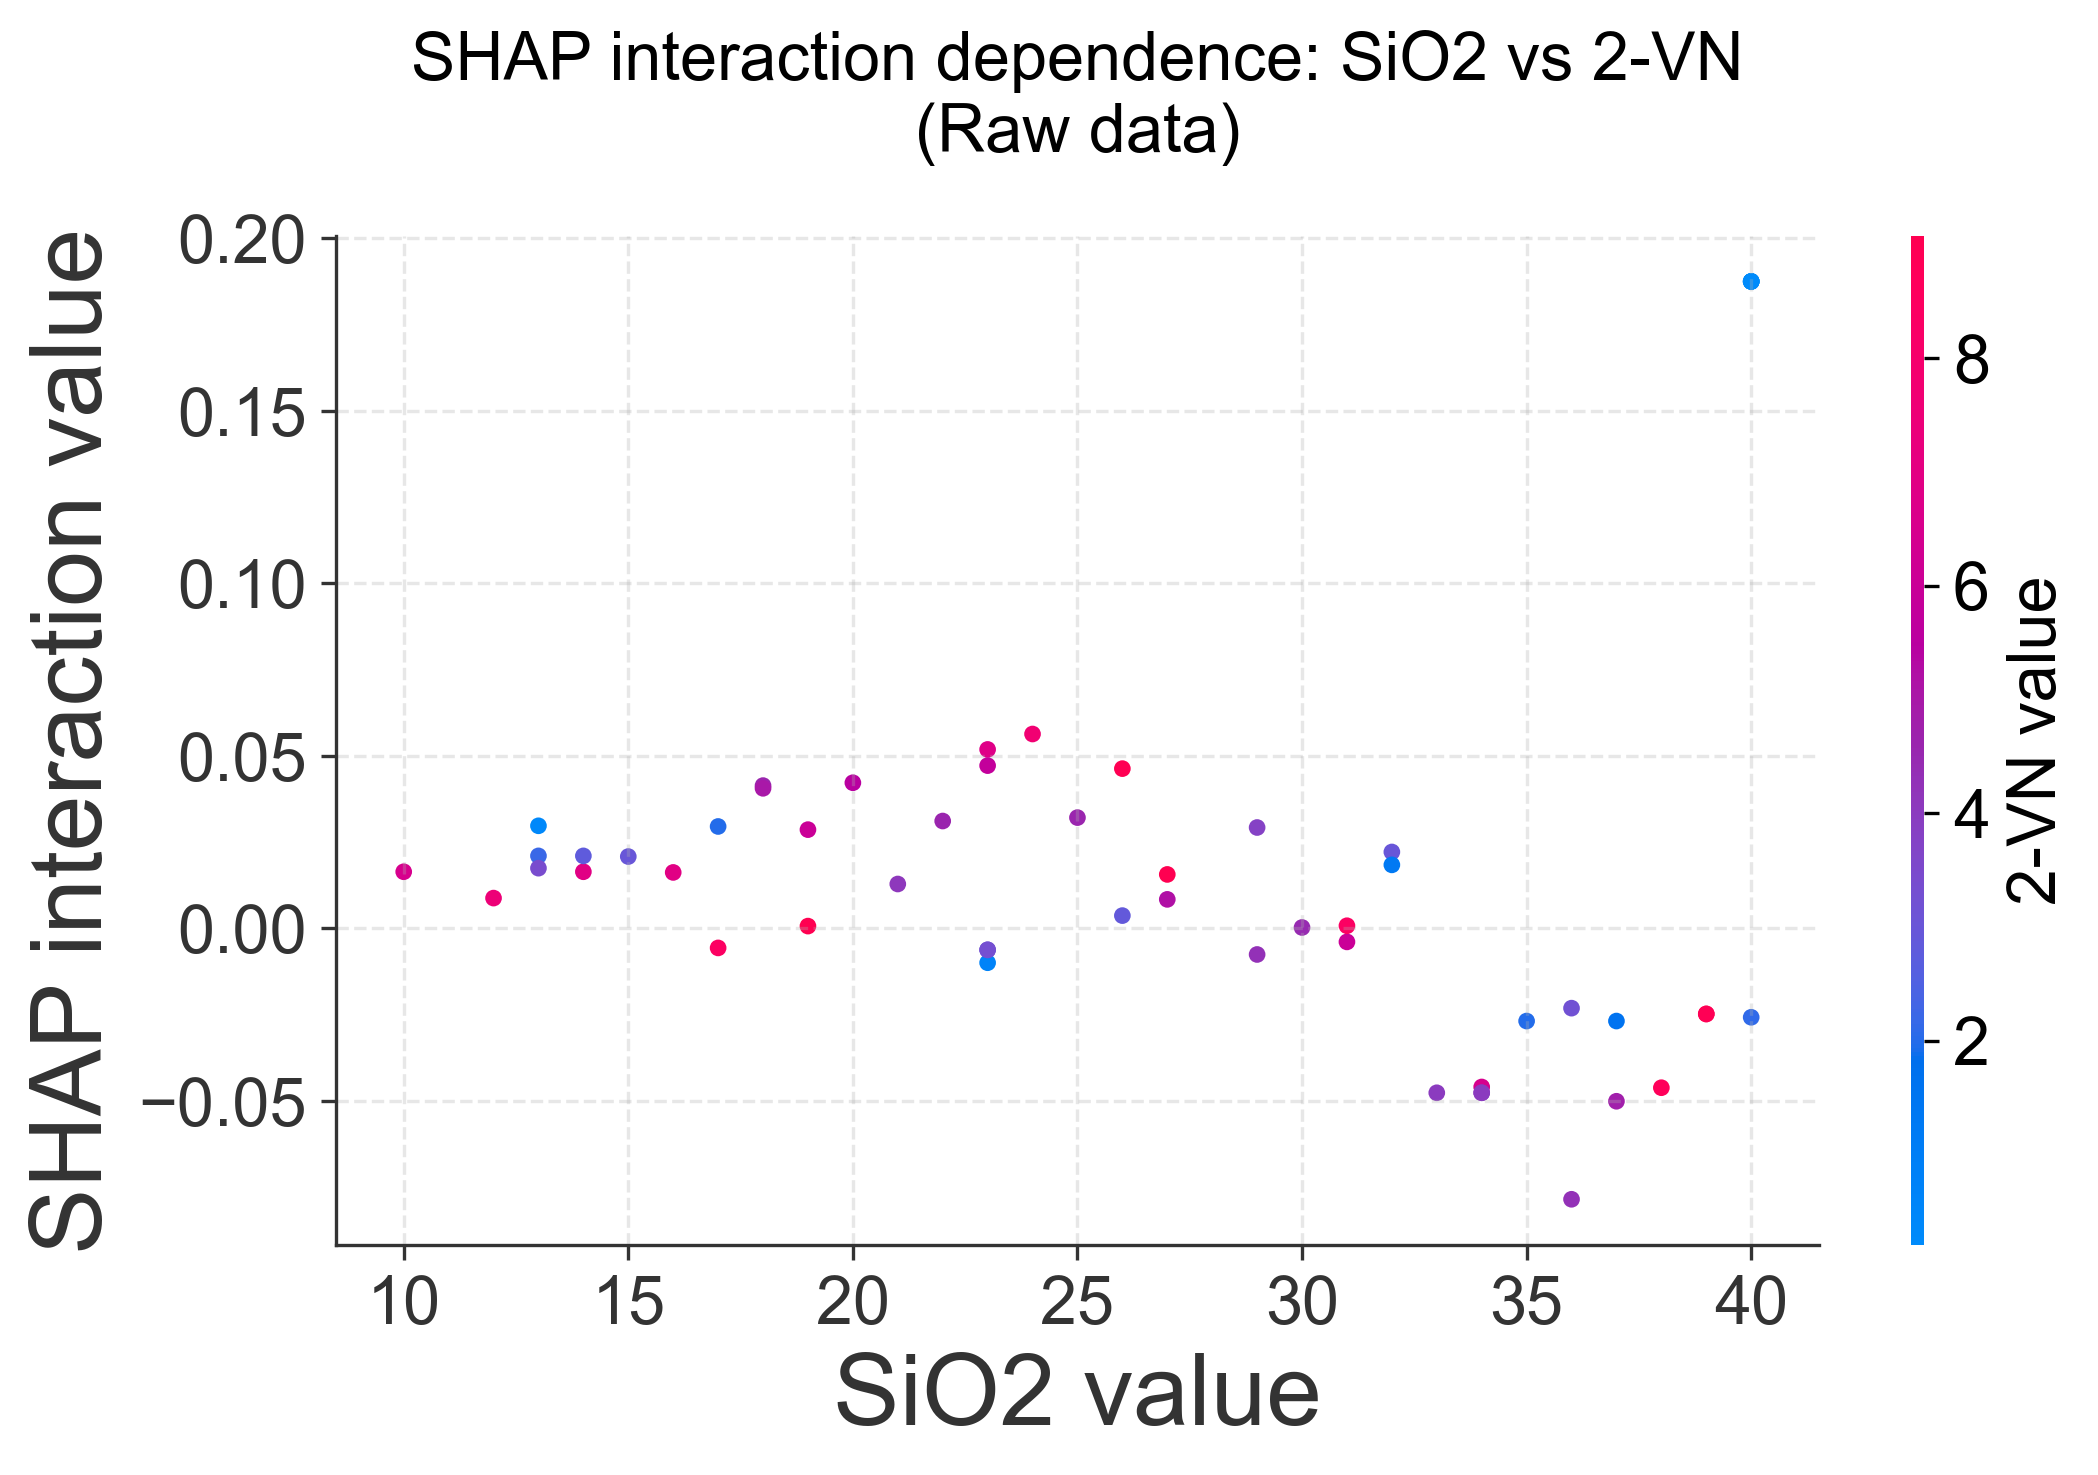 SHAP interaction dependence: SiO2 vs 2-VN
(Raw data)
SHAP interaction value
0.20
0.15
0.10
0.05
0.00
−0.05
10 15 20 25 30 35 40
SiO2 value
8
6
4
2
2-VN value